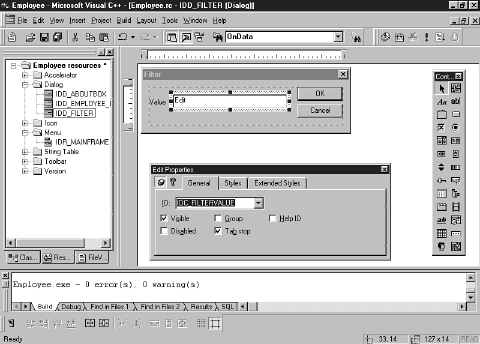 Employee - Microsoft Visual C++ - [Employee.rc - IDD_FILTER (Dialog)]
File Edit View Insert Project Build Layout Tools Window Help
OnData
Employee resources *
Accelerator
Dialog
IDD_ABOUTBOX
IDD_EMPLOYEE_
IDD_FILTER
Icon
Menu
IDR_MAINFRAME
String Table
Toolbar
Version
Clas... Res... FileV...
Filter
Value
Edit
OK
Cancel
Cont...
Aa ab|
Edit Properties
General Styles Extended Styles
ID: IDC_FILTERVALUE
Visible Group Help ID
Disabled Tab stop
Employee.exe - 0 error(s), 0 warning(s)
Build Debug Find in Files 1 Find in Files 2 Results SQL
Ready
33, 14 127 x 14 READ